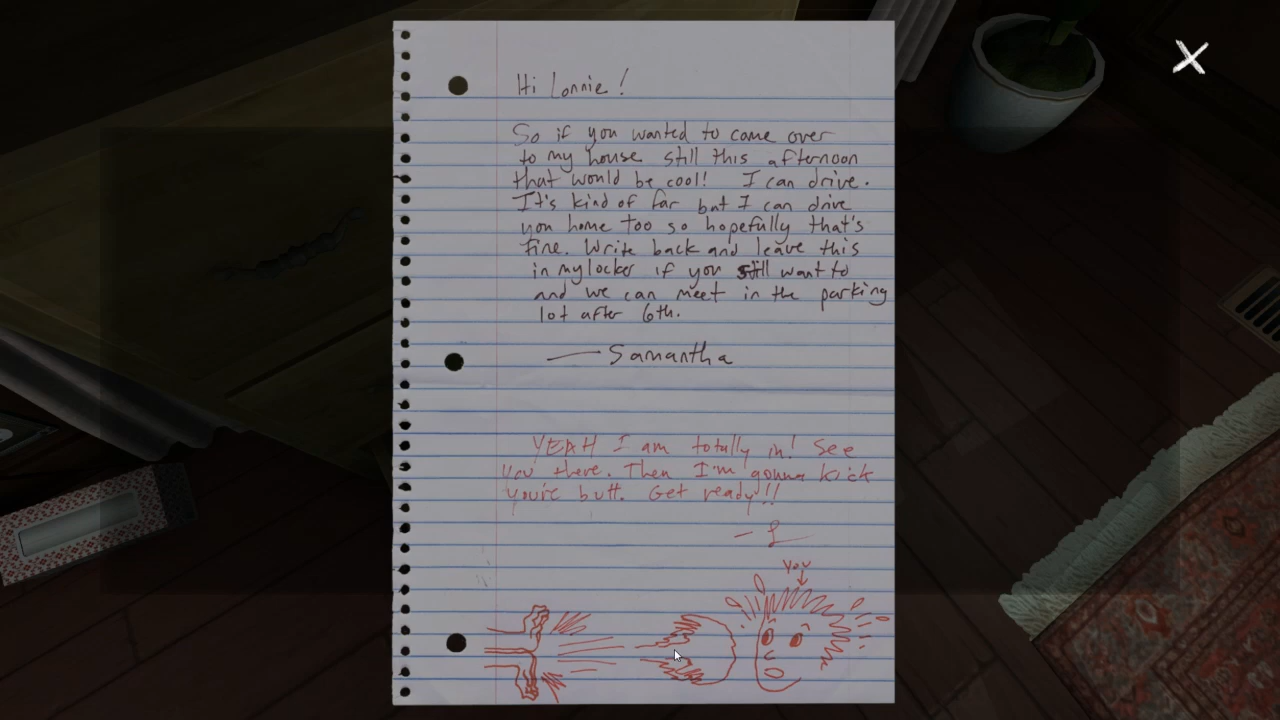 Hi Lonnie!
So if you wanted to come over
to my house still this afternoon
that would be cool! I can drive.
It's kind of far but I can drive
you home too so hopefully that's
fine. Write back and leave this
in my locker if you still want to
and we can meet in the parking
lot after 6th.
— Samantha
YEAH I am totally in! See
you there. Then I'm gonna kick
you're butt. Get ready!!!
- L
YOU